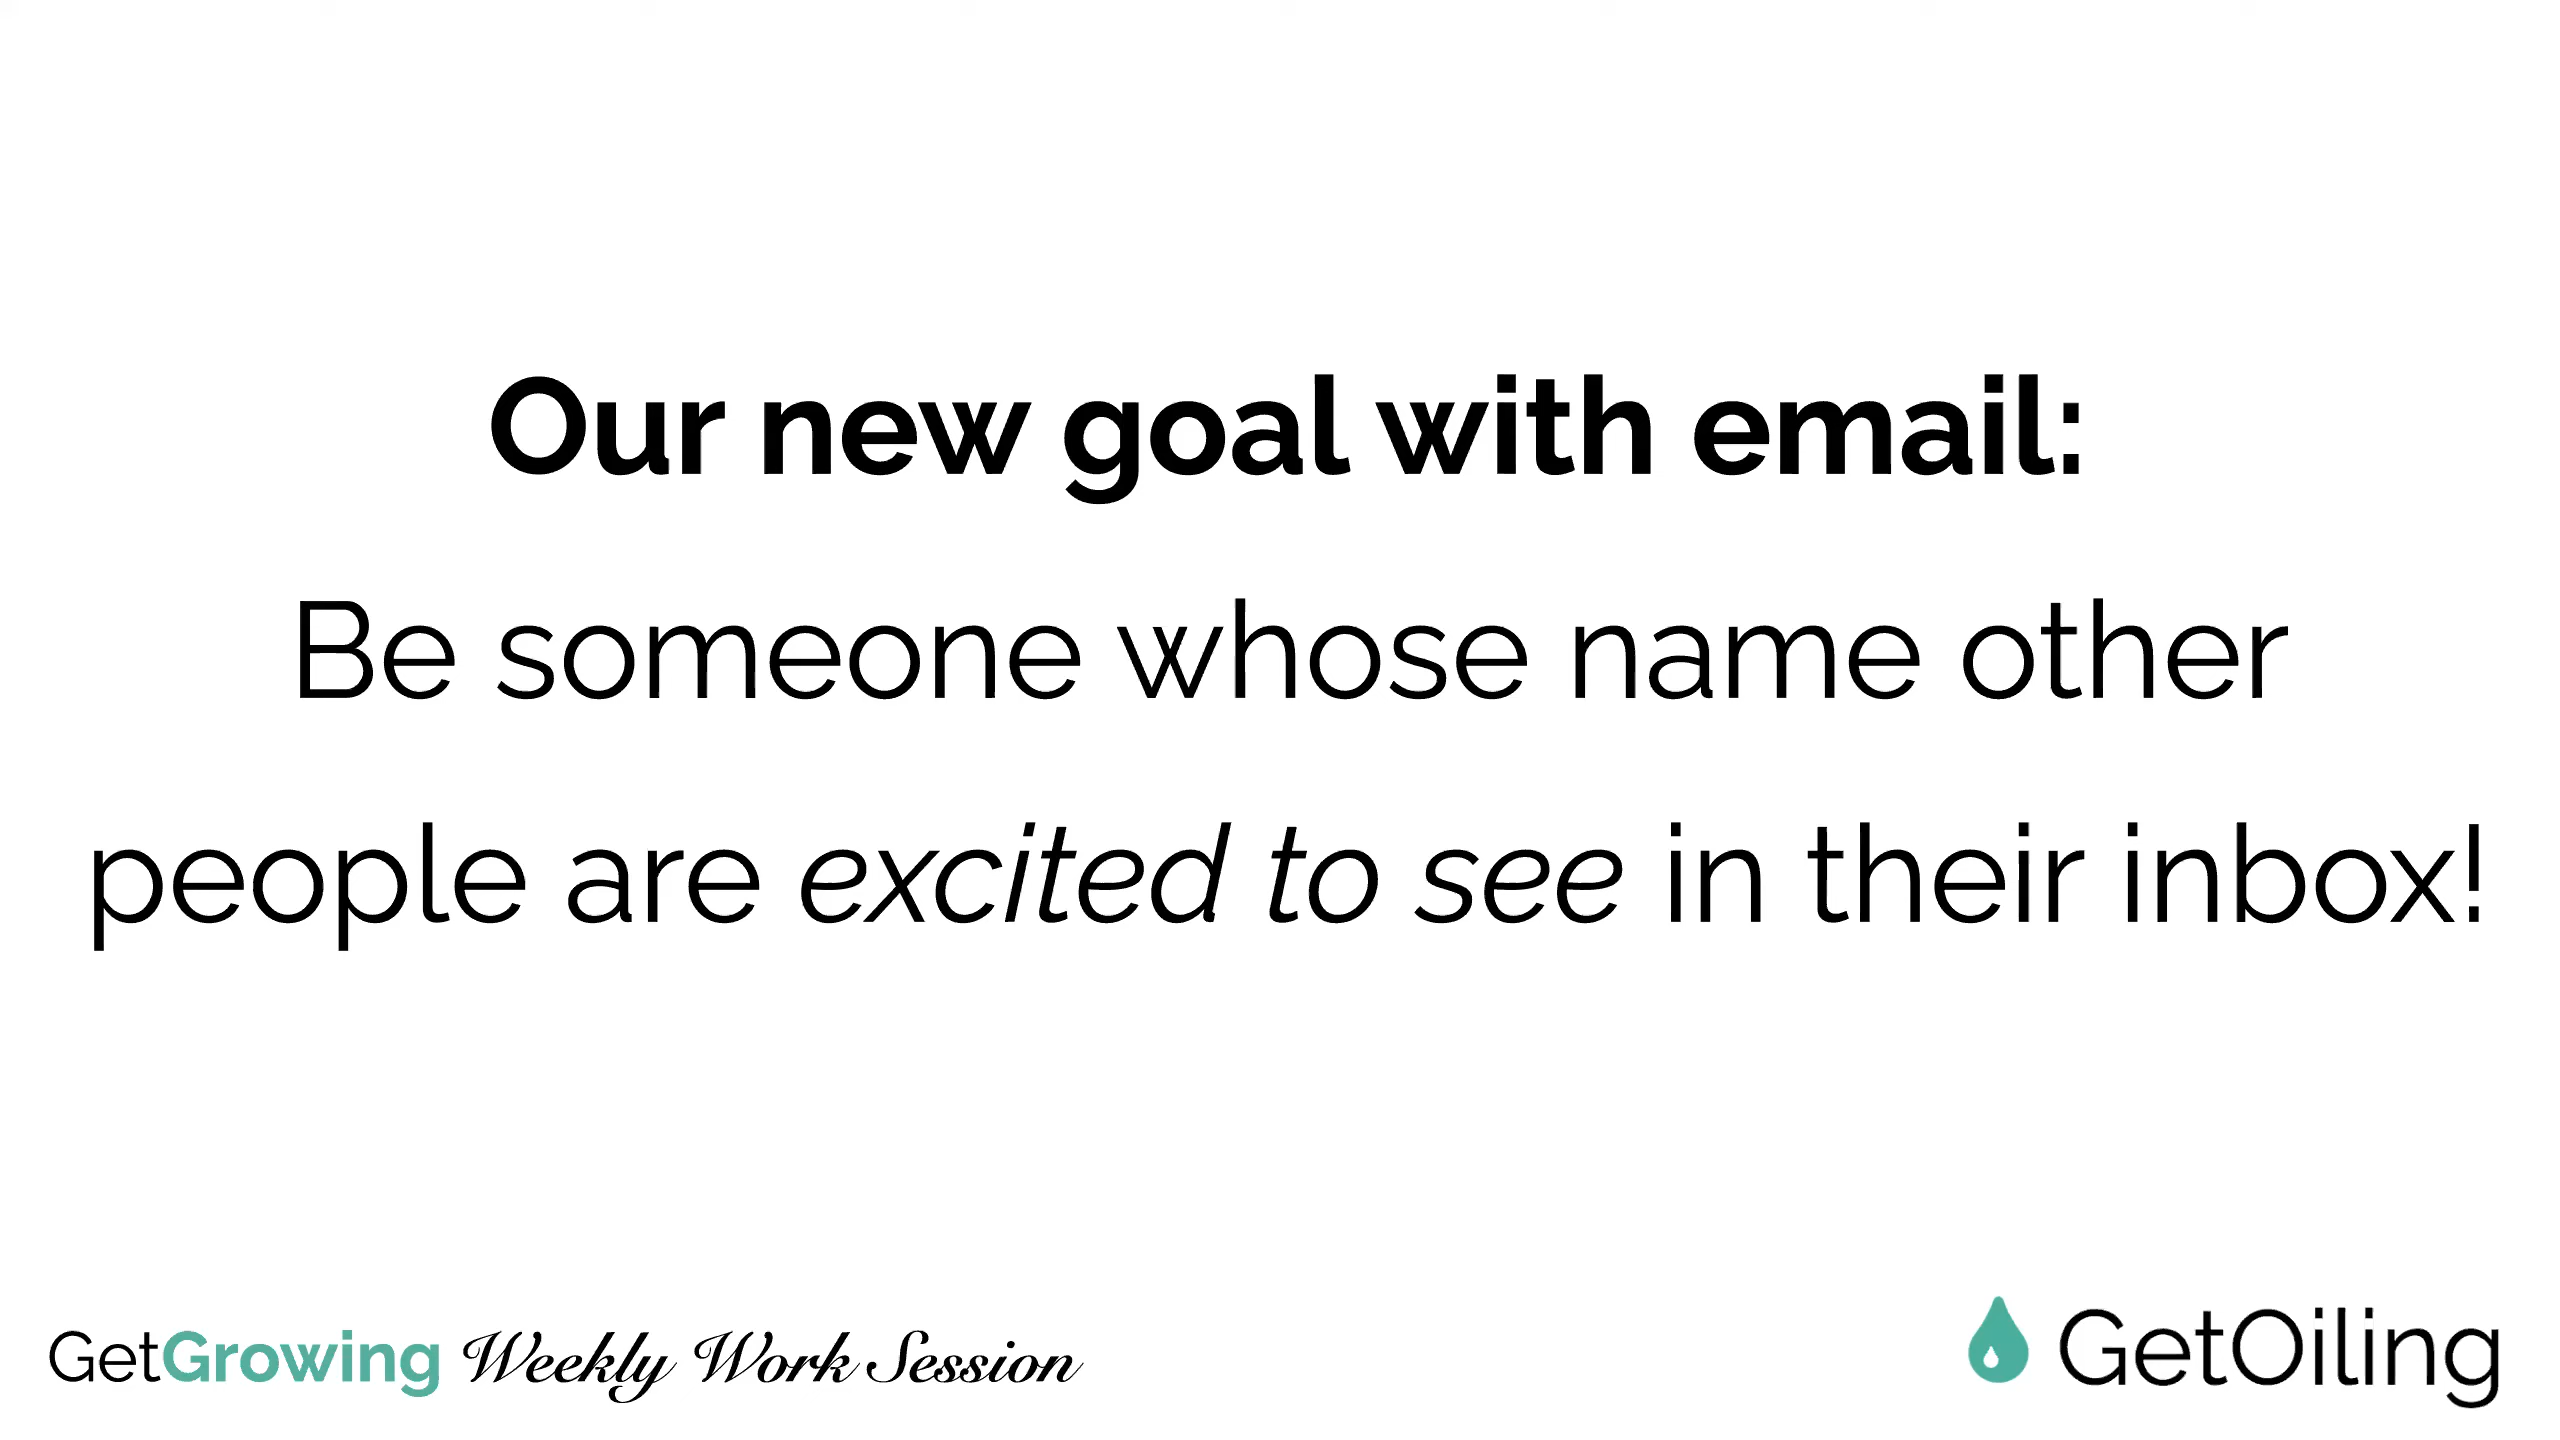 Our new goal with email:
Be someone whose name other
people are excited to see in their inbox!
GetGrowing Weekly Work Session
GetOiling